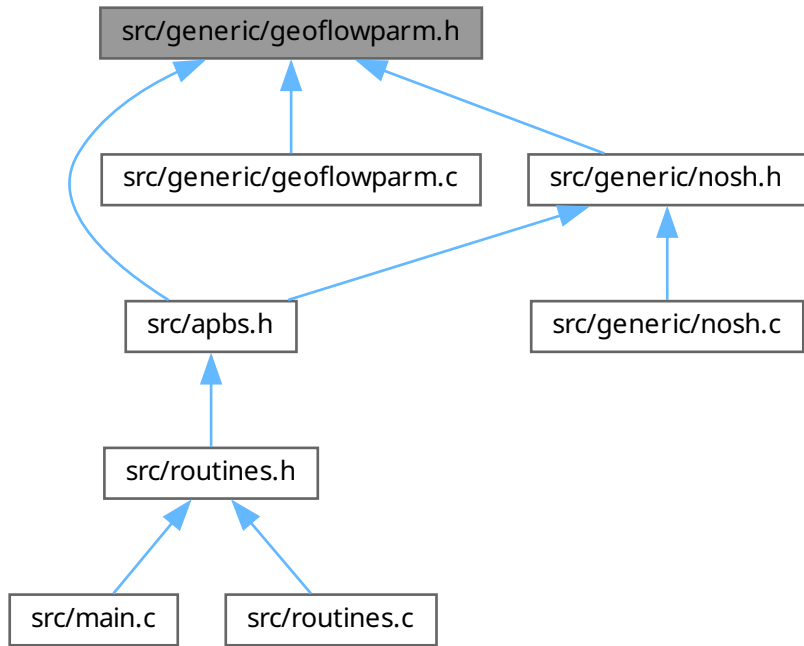 src/generic/geoflowparm.h
src/generic/geoflowparm.c
src/generic/nosh.h
src/apbs.h
src/generic/nosh.c
src/routines.h
src/main.c
src/routines.c